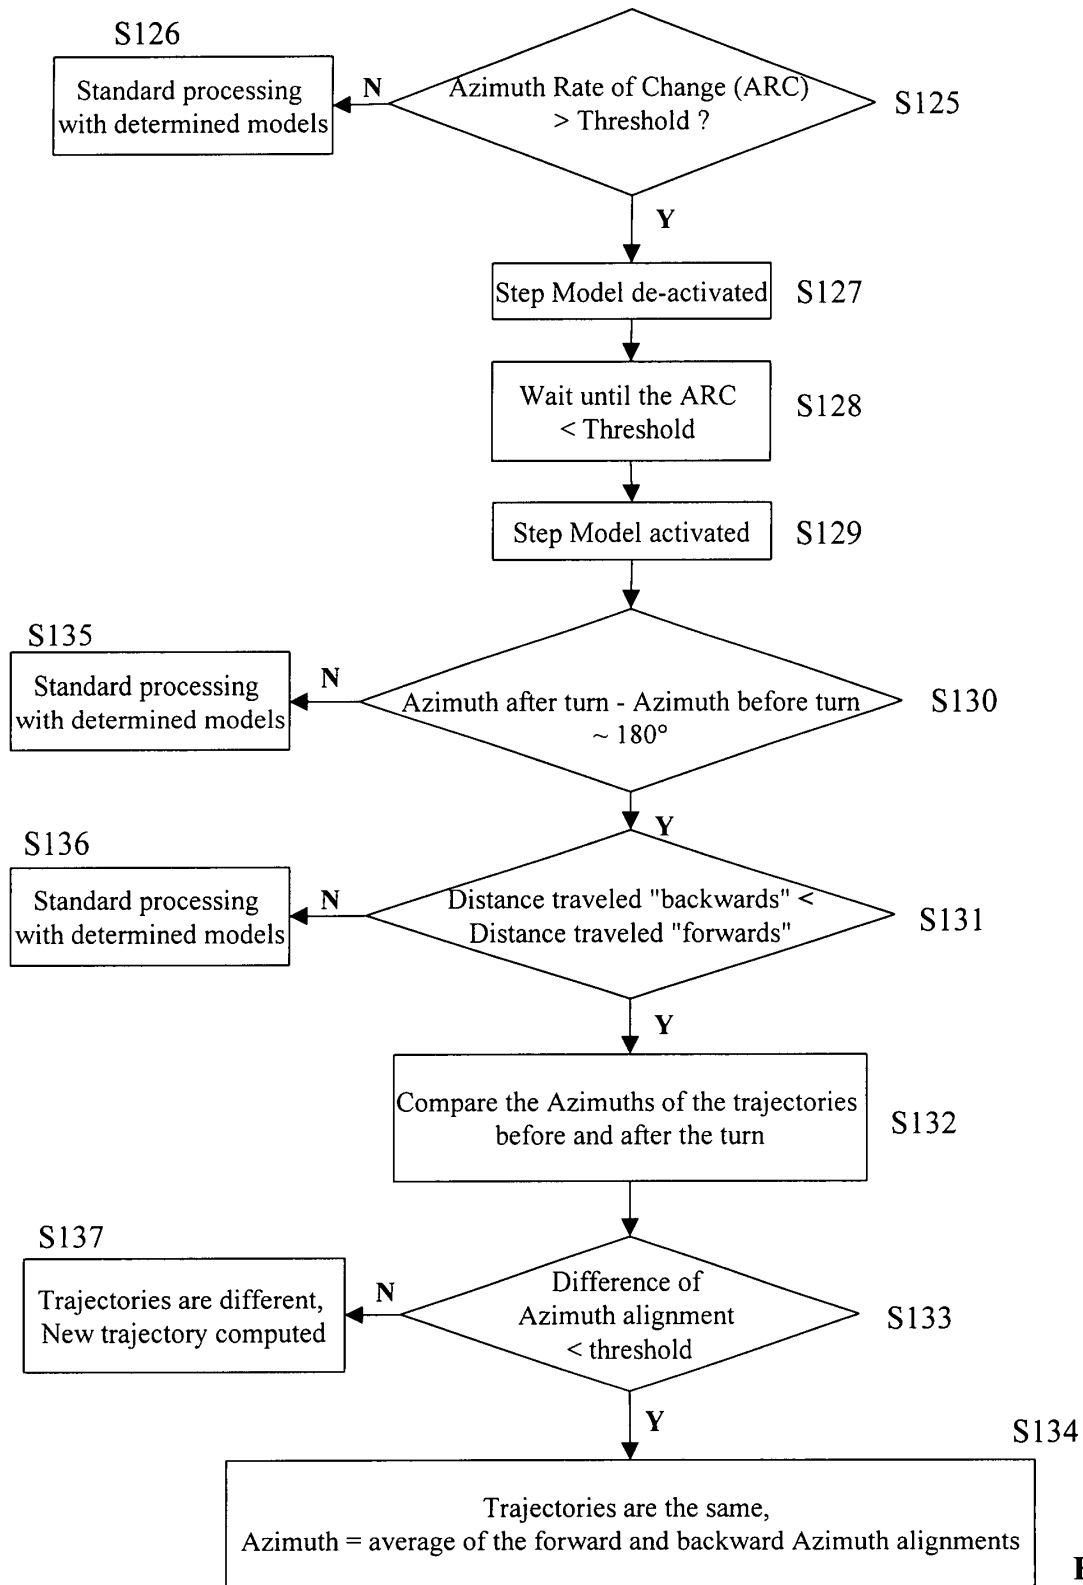 S126
Standard processing
with determined models
N
Azimuth Rate of Change (ARC)
> Threshold ?
S125
Y
Step Model de-activated
S127
Wait until the ARC
< Threshold
S128
Step Model activated
S129
S135
Standard processing
with determined models
N
Azimuth after turn - Azimuth before turn
~ 180°
S130
Y
S136
Standard processing
with determined models
N
Distance traveled "backwards" <
Distance traveled "forwards"
S131
Y
Compare the Azimuths of the trajectories
before and after the turn
S132
S137
Trajectories are different,
New trajectory computed
N
Difference of
Azimuth alignment
< threshold
S133
Y
S134
Trajectories are the same,
Azimuth = average of the forward and backward Azimuth alignments